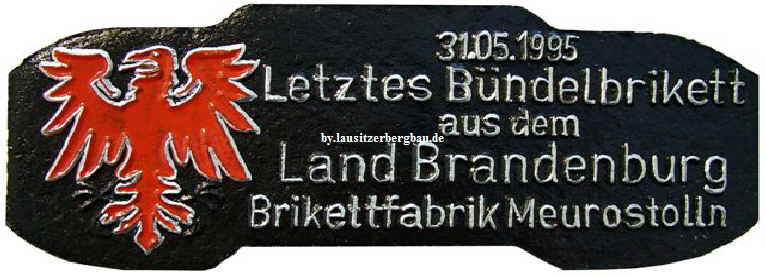 31.05.1995
Letztes Bündelbrikett
aus dem
by.lausitzerbergbau.de
Land Brandenburg
Brikettfabrik Meurostolln